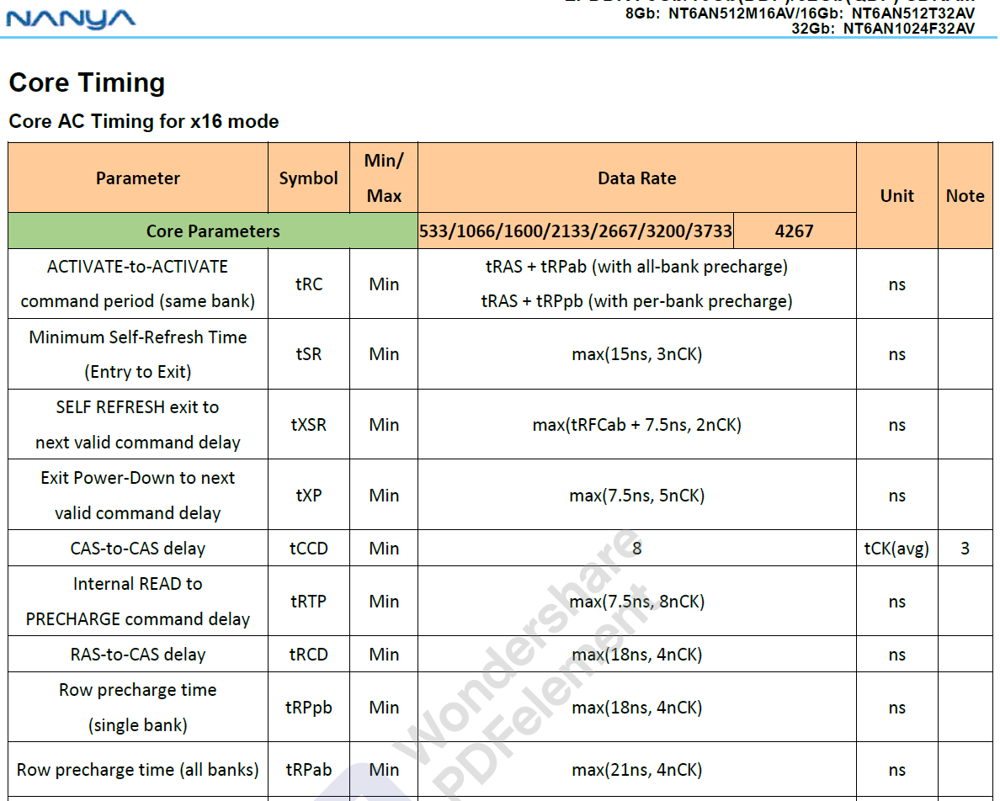 NANYA
8Gb: NT6AN512M16AV/16Gb: NT6AN512T32AV
32Gb: NT6AN1024F32AV
Core Timing
Core AC Timing for x16 mode
Parameter Symbol Min/ Max Data Rate Unit Note
Core Parameters 533/1066/1600/2133/2667/3200/3733 4267
ACTIVATE-to-ACTIVATE
command period (same bank) tRC Min tRAS + tRPab (with all-bank precharge)
tRAS + tRPpb (with per-bank precharge) ns
Minimum Self-Refresh Time
(Entry to Exit) tSR Min max(15ns, 3nCK) ns
SELF REFRESH exit to
next valid command delay tXSR Min max(tRFCab + 7.5ns, 2nCK) ns
Exit Power-Down to next
valid command delay tXP Min max(7.5ns, 5nCK) ns
CAS-to-CAS delay tCCD Min 8 tCK(avg) 3
Internal READ to
PRECHARGE command delay tRTP Min max(7.5ns, 8nCK) ns
RAS-to-CAS delay tRCD Min max(18ns, 4nCK) ns
Row precharge time
(single bank) tRPpb Min max(18ns, 4nCK) ns
Row precharge time (all banks) tRPab Min max(21ns, 4nCK) ns
Wondershare
PDFelement